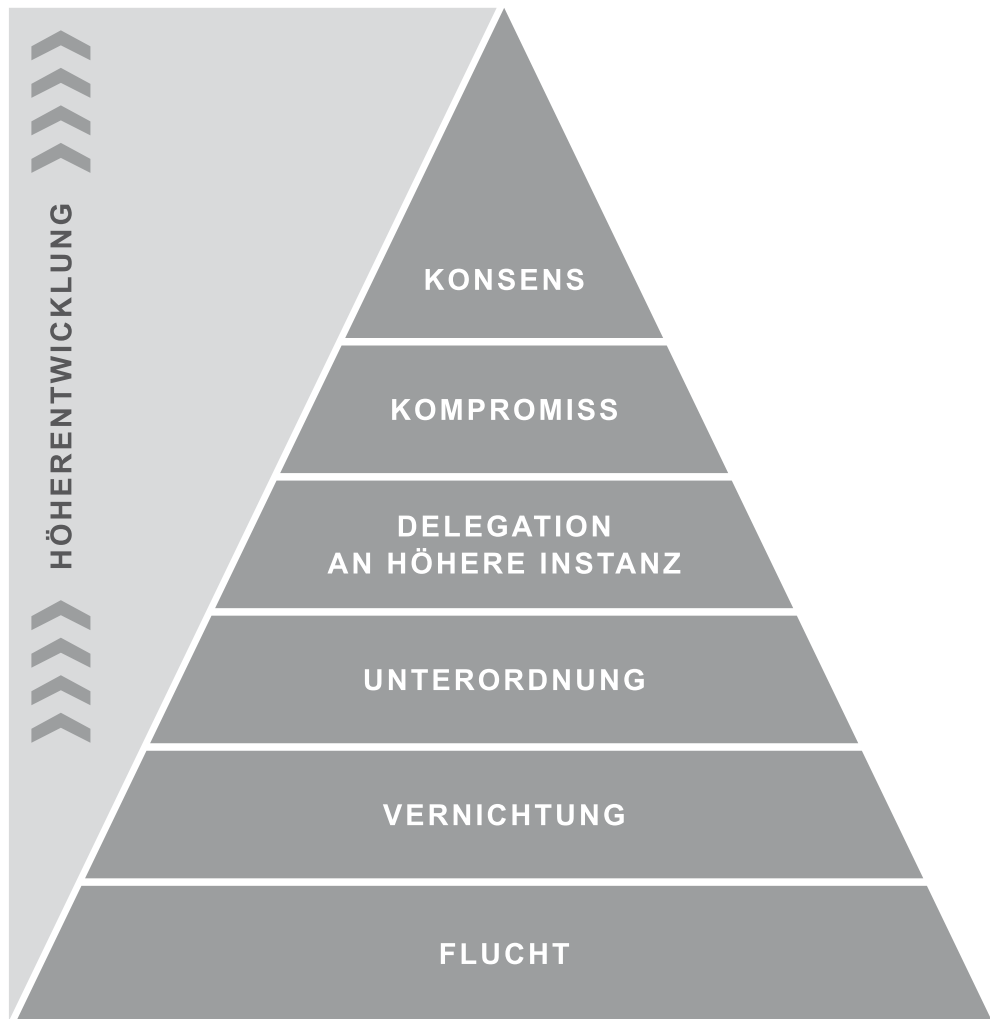 HÖHERENTWICKLUNG
KONSENS
KOMPROMISS
DELEGATION
AN HÖHERE INSTANZ
UNTERORDNUNG
VERNICHTUNG
FLUCHT